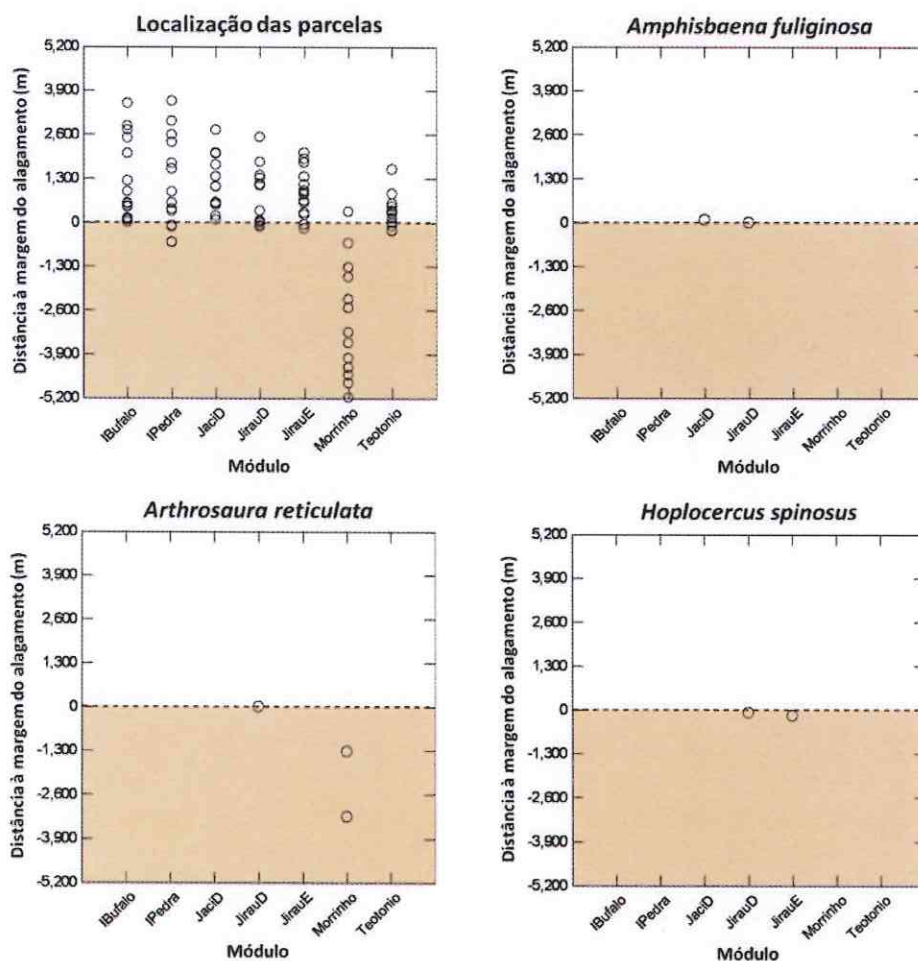 Localização das parcelas
Distância à margem do alagamento (m)
5,200
3,900
2,600
1,300
0
-1,300
-2,600
-3,900
-5,200
IBufalo
IPedra
JaciD
JirauD
JirauE
Morrinho
Teotonio
Módulo
Amphisbaena fuliginosa
Distância à margem do alagamento (m)
5,200
3,900
2,600
1,300
0
-1,300
-2,600
-3,900
-5,200
IBufalo
IPedra
JaciD
JirauD
JirauE
Morrinho
Teotonio
Módulo
Arthrosaura reticulata
Distância à margem do alagamento (m)
5,200
3,900
2,600
1,300
0
-1,300
-2,600
-3,900
-5,200
IBufalo
IPedra
JaciD
JirauD
JirauE
Morrinho
Teotonio
Módulo
Hoplocercus spinosus
Distância à margem do alagamento (m)
5,200
3,900
2,600
1,300
0
-1,300
-2,600
-3,900
-5,200
IBufalo
IPedra
JaciD
JirauD
JirauE
Morrinho
Teotonio
Módulo